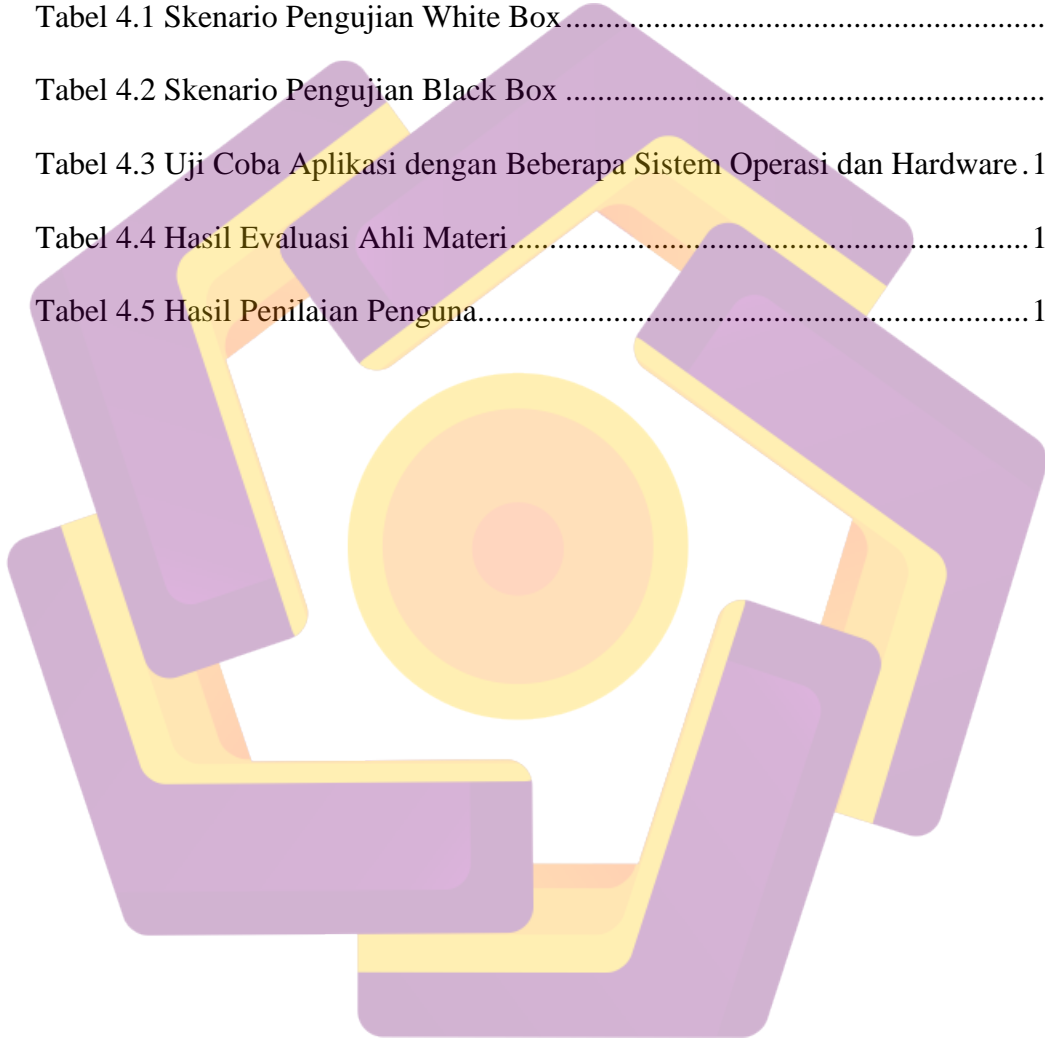 Tabel 4.1 Skenario Pengujian White Box.........................................................
Tabel 4.2 Skenario Pengujian Black Box .........................................................
Tabel 4.3 Uji Coba Aplikasi dengan Beberapa Sistem Operasi dan Hardware . 1
Tabel 4.4 Hasil Evaluasi Ahli Materi.............................................................. 1
Tabel 4.5 Hasil Penilaian Penguna.................................................................. 1